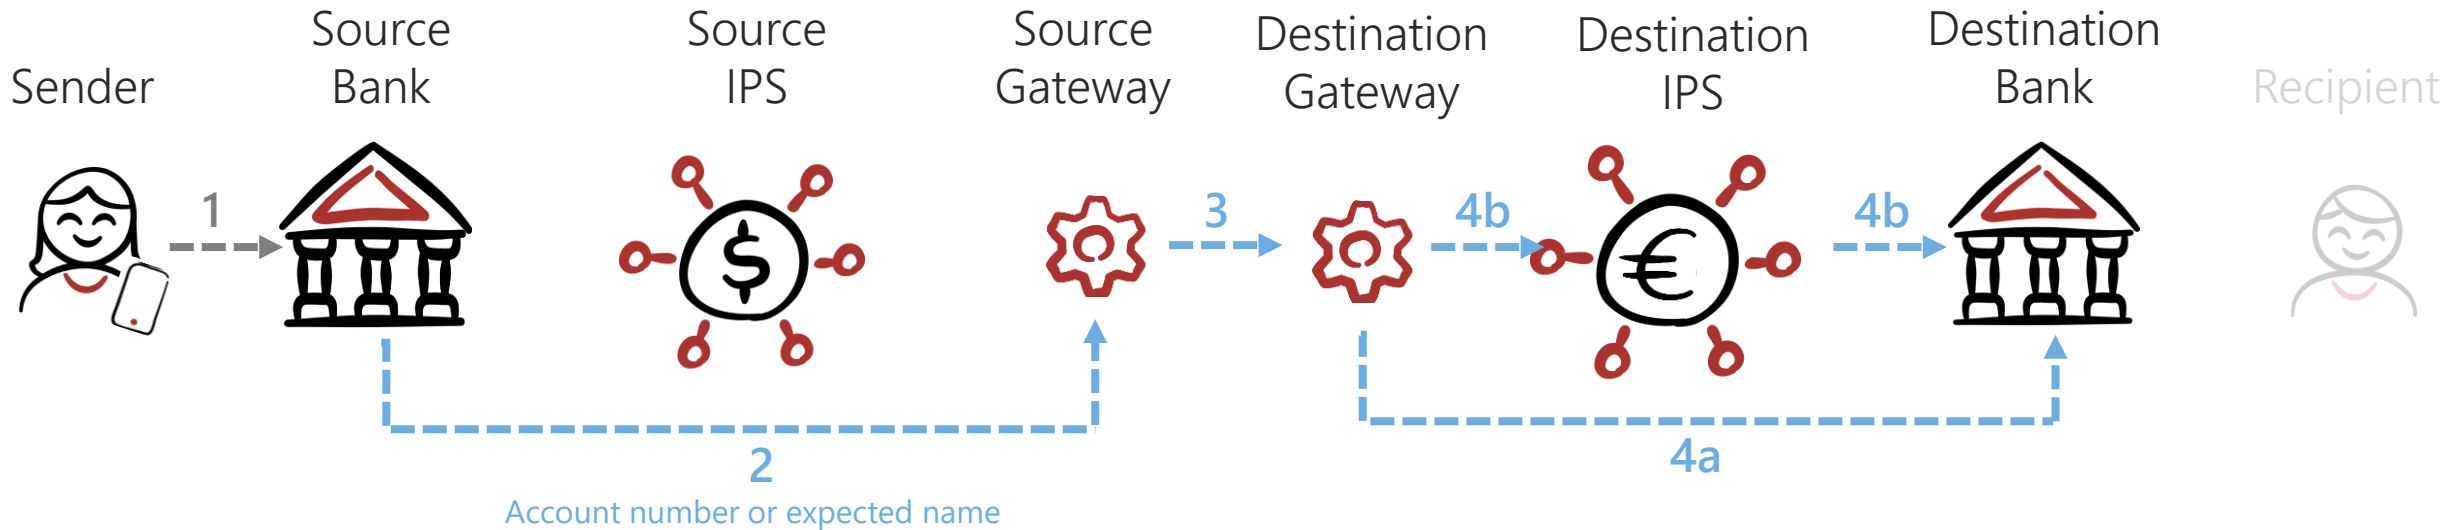 Sender
Source
Bank
Source
IPS
Source
Gateway
Destination
Gateway
Destination
IPS
Destination
Bank
Recipient
1
$
3
4b
€
4b
2
4a
Account number or expected name